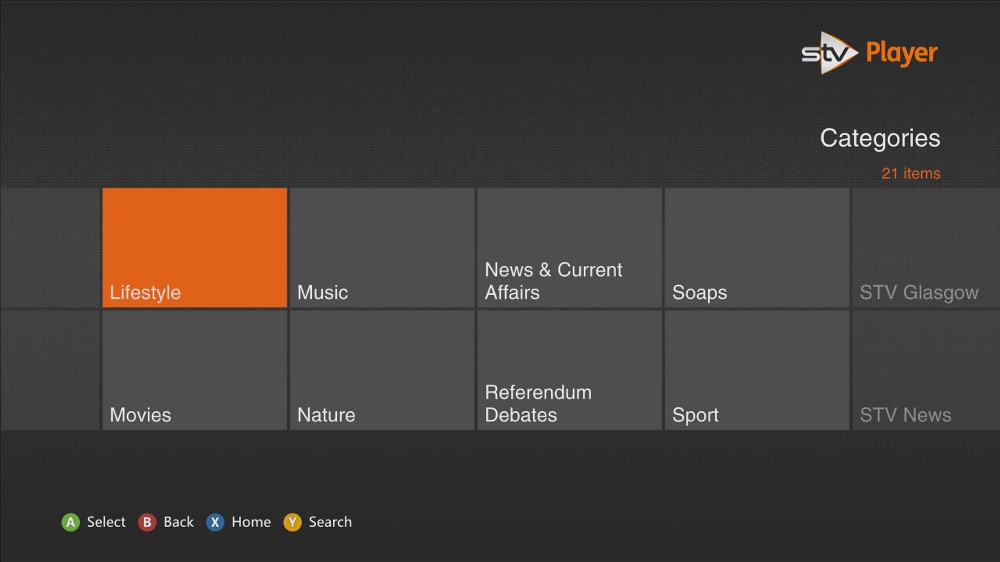 stv Player
Categories
21 items
Lifestyle
Music
News & Current
Affairs
Soaps
STV Glasgow
Movies
Nature
Referendum
Debates
Sport
STV News
A Select B Back X Home Y Search